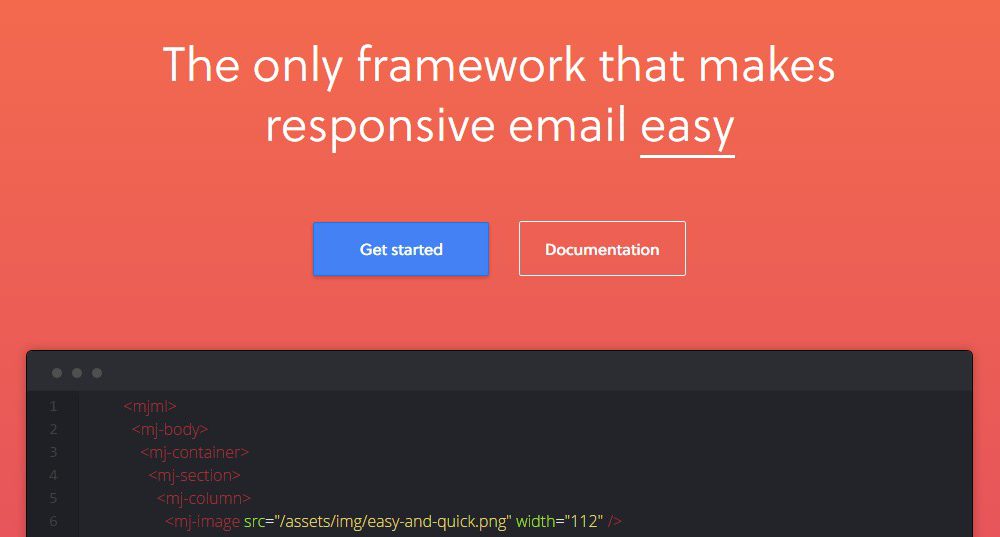 The only framework that makes
responsive email easy
Get started
Documentation
1 <mjml>
2 <mj-body>
3 <mj-container>
4 <mj-section>
5 <mj-column>
6 <mj-image src="/assets/img/easy-and-quick.png" width="112" />